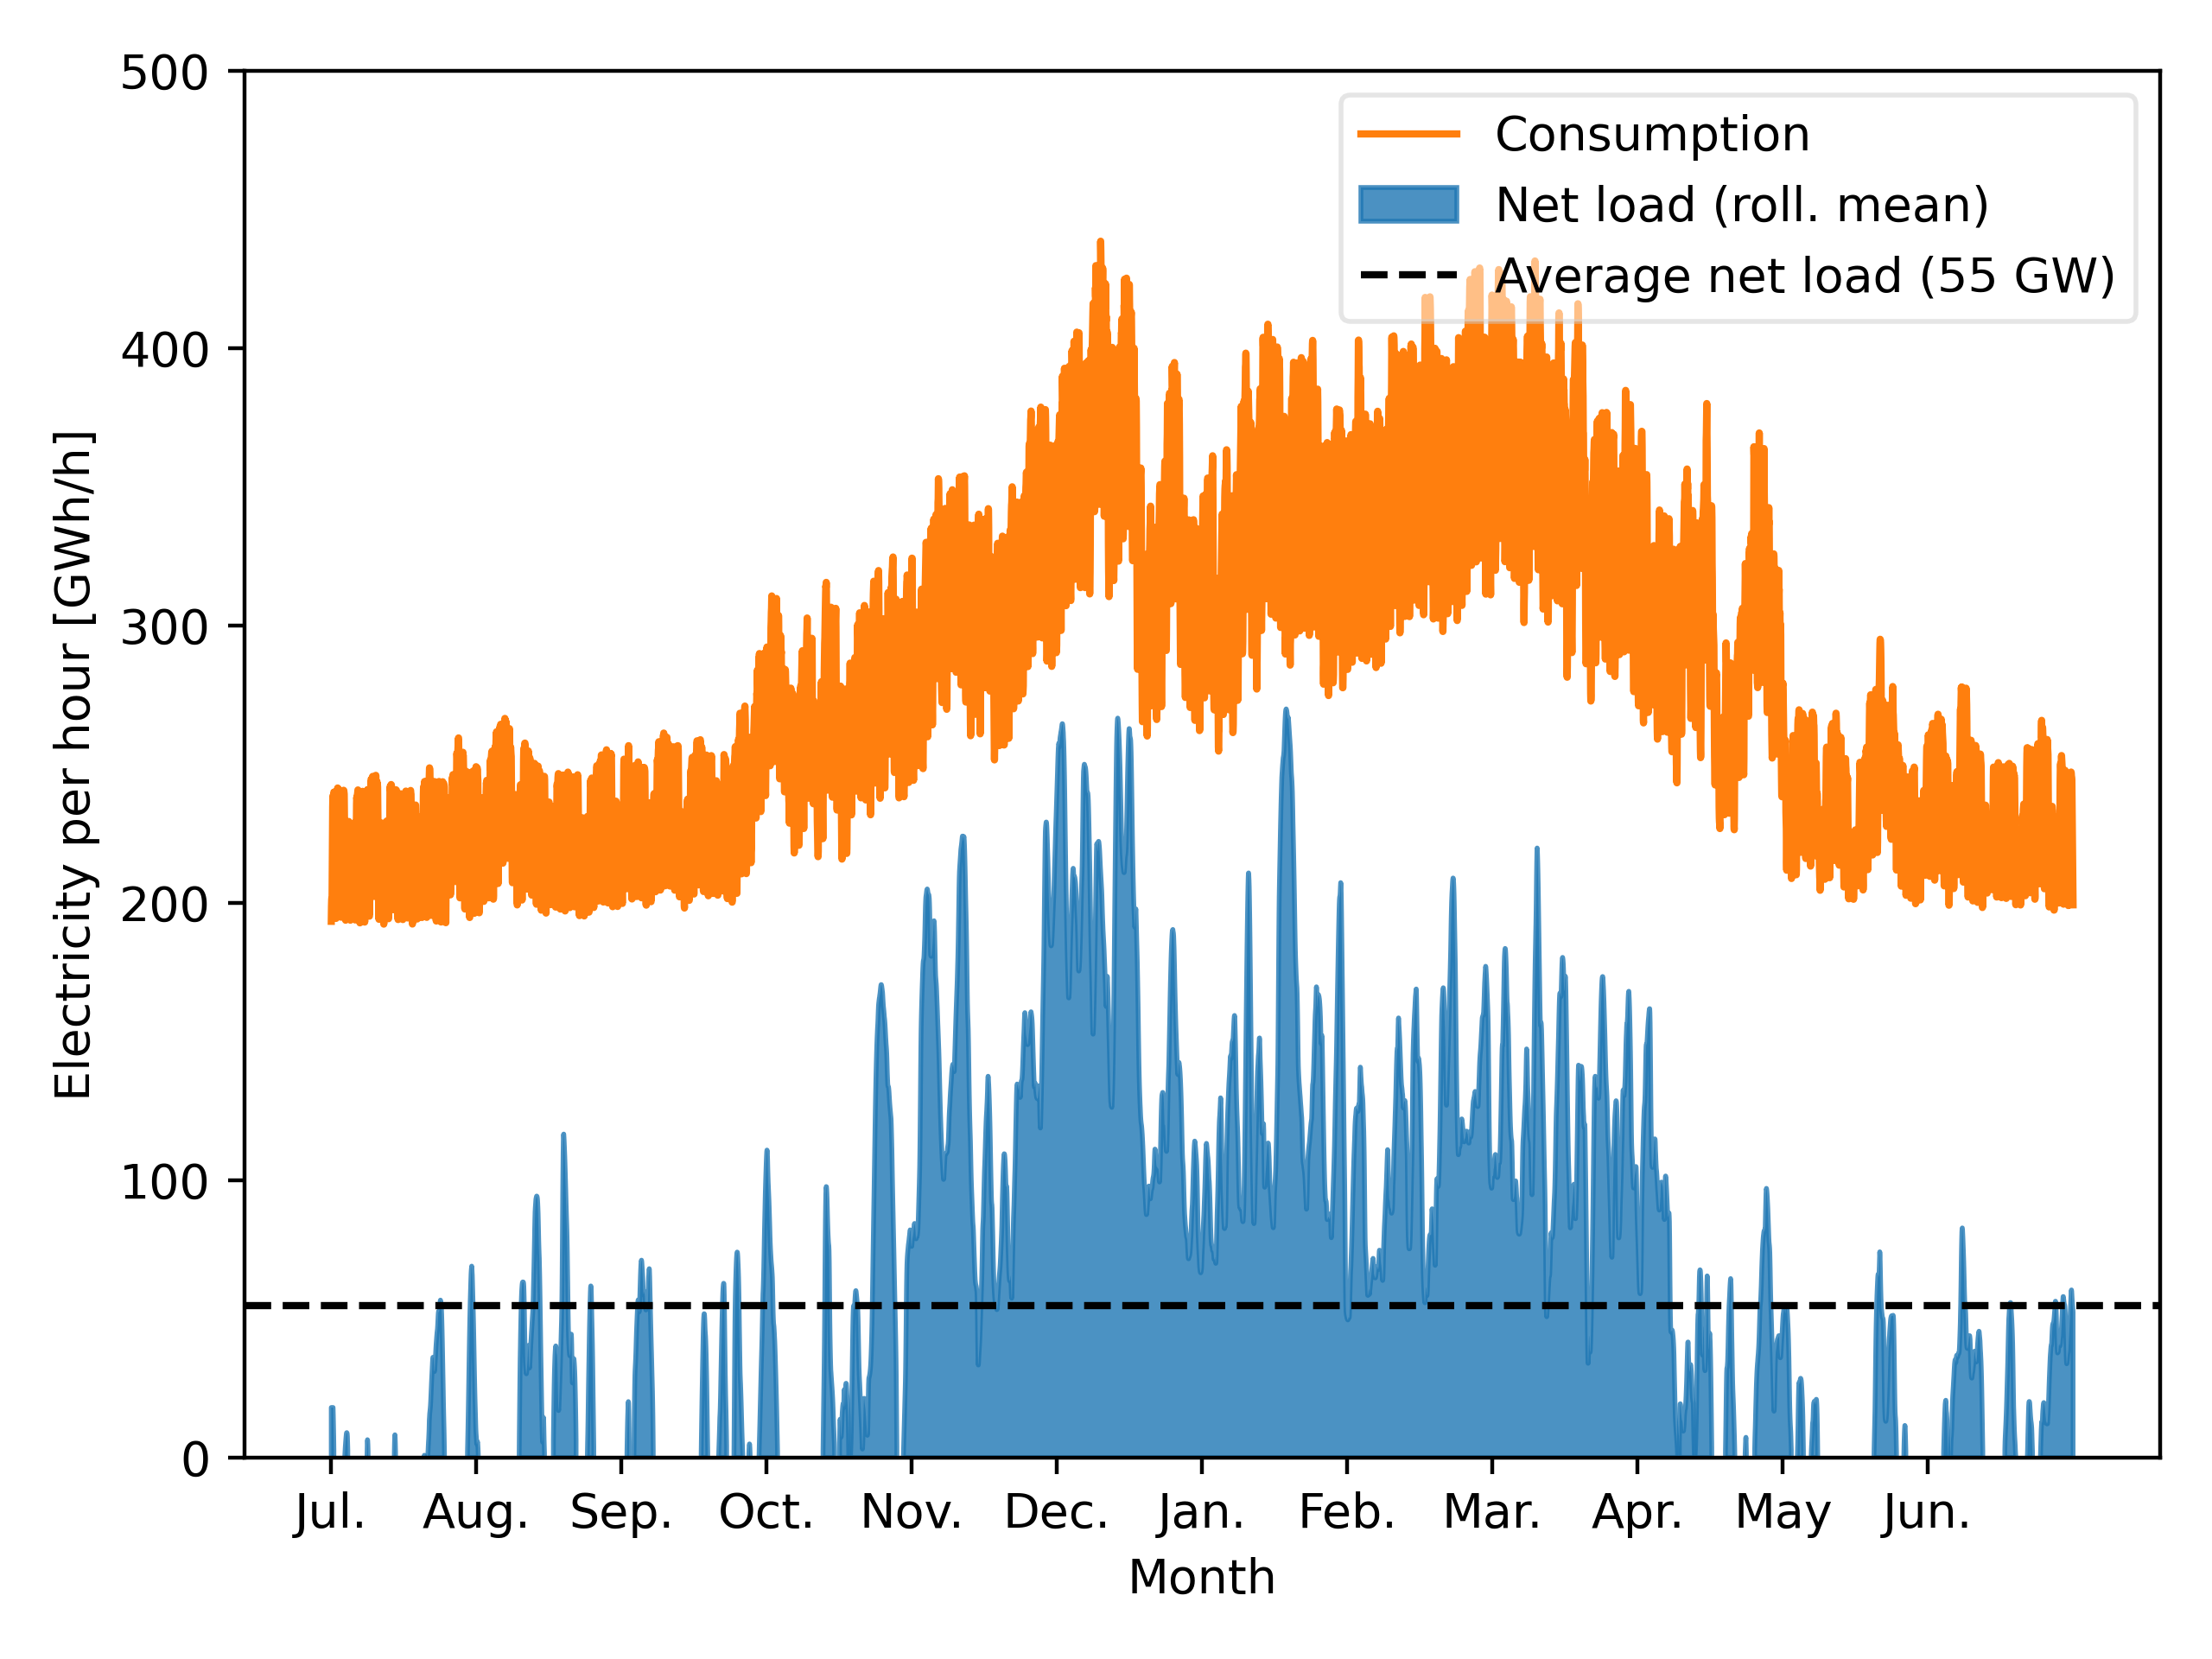 500
400
300
200
100
0
Electricity per hour [GWh/h]
Consumption
Net load (roll. mean)
Average net load (55 GW)
Jul. Aug. Sep. Oct. Nov. Dec. Jan. Feb. Mar. Apr. May Jun.
Month